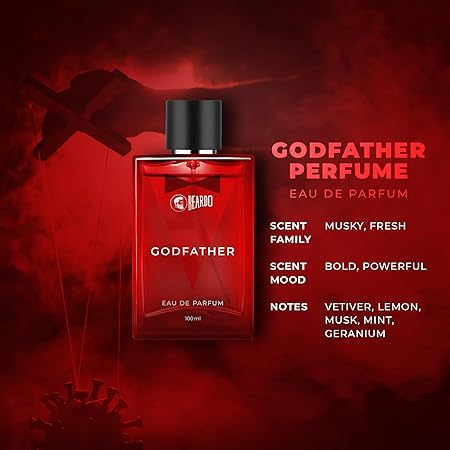 BEARDO
GODFATHER
EAU DE PARFUM
100ml
GODFATHER
PERFUME
EAU DE PARFUM
SCENT FAMILY
MUSKY, FRESH
SCENT MOOD
BOLD, POWERFUL
NOTES
VETIVER, LEMON,
MUSK, MINT,
GERANIUM